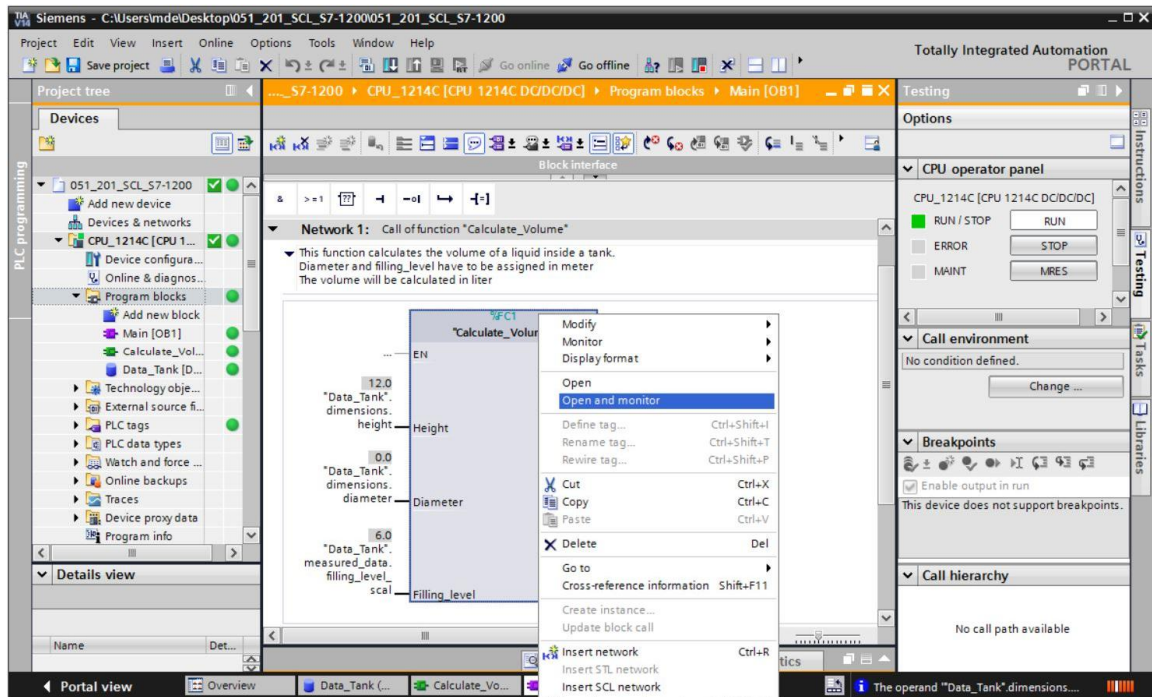 TIA V14 Siemens - C:\Users\mde\Desktop\051_201_SCL_S7-1200\051_201_SCL_S7-1200
Project Edit View Insert Online Options Tools Window Help
Totally Integrated Automation
PORTAL
Save project
Go online
Go offline
Project tree
Devices
PLC programming
051_201_SCL_S7-1200
Add new device
Devices & networks
CPU_1214C [CPU 1...
Device configura...
Online & diagnos...
Program blocks
Add new block
Main [OB1]
Calculate_Vol...
Data_Tank [D...
Technology obje...
External source fi...
PLC tags
PLC data types
Watch and force ...
Online backups
Traces
Device proxy data
Program info
Details view
Name Det...
...._S7-1200 CPU_1214C [CPU 1214C DC/DC/DC] Program blocks Main [OB1]
Block interface
& >=1 ??
Network 1: Call of function "Calculate_Volume"
This function calculates the volume of a liquid inside a tank.
Diameter and filling_level have to be assigned in meter
The volume will be calculated in liter
%FC1
"Calculate_Volum
... EN
12.0
"Data_Tank".
dimensions.
height Height
0.0
"Data_Tank".
dimensions.
diameter Diameter
6.0
"Data_Tank".
measured_data.
filling_level_
scal Filling_level
Modify
Monitor
Display format
Open
Open and monitor
Define tag... Ctrl+Shift+I
Rename tag... Ctrl+Shift+T
Rewire tag... Ctrl+Shift+P
Cut Ctrl+X
Copy Ctrl+C
Paste Ctrl+V
Delete Del
Go to
Cross-reference information Shift+F11
Create instance...
Update block call
Insert network Ctrl+R
Insert STL network
Insert SCL network
tics
Testing
Options
CPU operator panel
CPU_1214C [CPU 1214C DC/DC/DC]
RUN / STOP RUN
ERROR STOP
MAINT MRES
Call environment
No condition defined.
Change ...
Breakpoints
Enable output in run
This device does not support breakpoints.
Call hierarchy
No call path available
Instructions
Testing
Tasks
Libraries
Portal view
Overview
Data_Tank (...
Calculate_Vo...
The operand '"Data_Tank".dimensions....